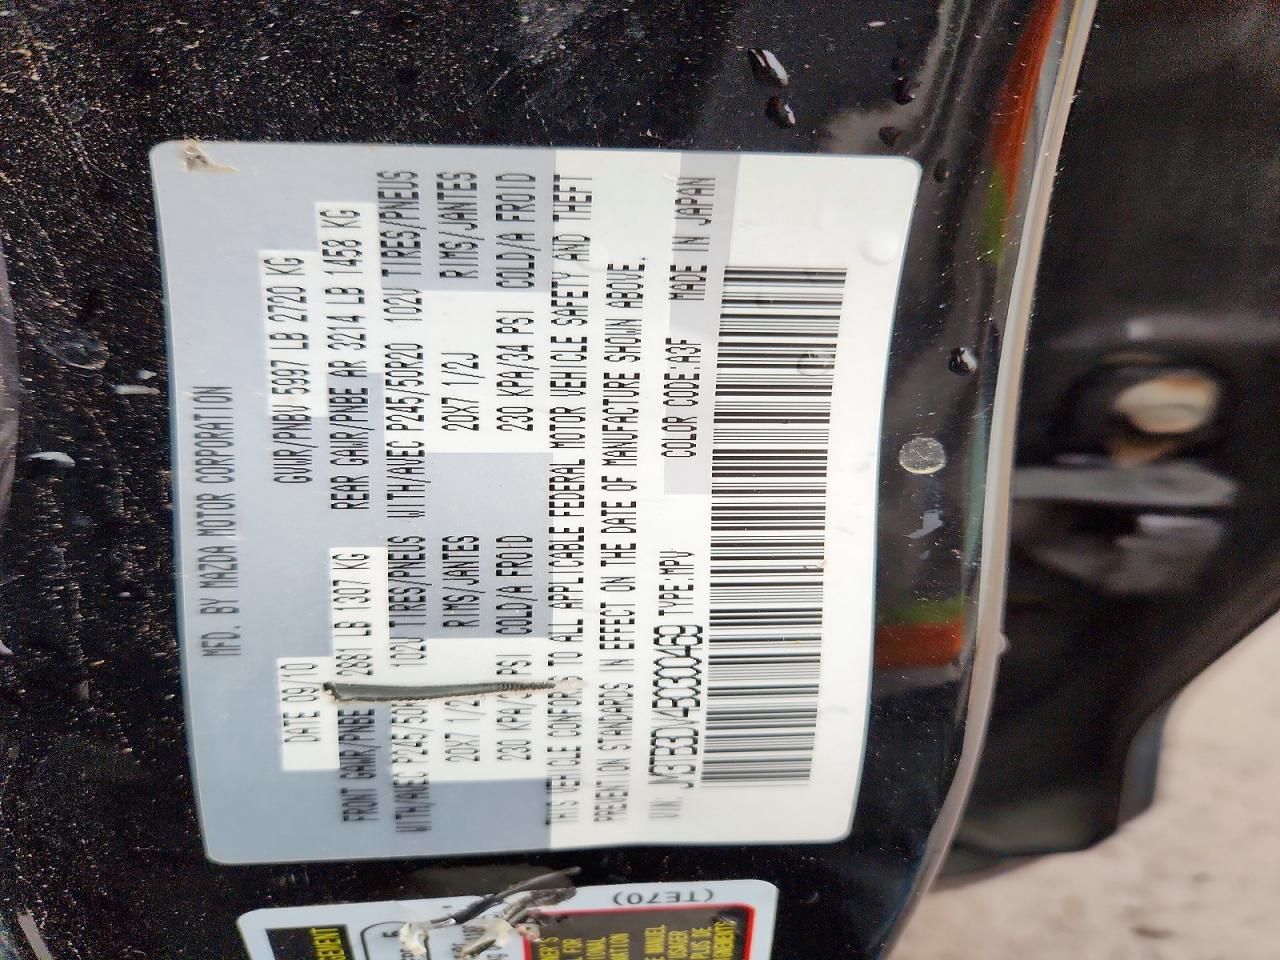 MFD. BY MAZDA MOTOR CORPORATION
DATE 09/10 GVWR/PNBV 5997 LB 2720 KG
FRONT GAWR/PNBE 2881 LB 1307 KG REAR GAWR/PNBE AR 3214 LB 1458 KG
WITH/AVEC P245/50R 102V TIRES/PNEUS WITH/AVEC P245/50R20 102V TIRES/PNEUS
20X7 1/2J RIMS/JANTES 20X7 1/2J RIMS/JANTES
230 KPA/ PSI COLD/A FROID 230 KPA/34 PSI COLD/A FROID
THIS VEHICLE CONFORMS TO ALL APPLICABLE FEDERAL MOTOR VEHICLE SAFETY AND THEFT
PREVENTION STANDARDS IN EFFECT ON THE DATE OF MANUFACTURE SHOWN ABOVE.
VIN: TYPE:MPV COLOR CODE:A3F MADE IN JAPAN
(TE70)